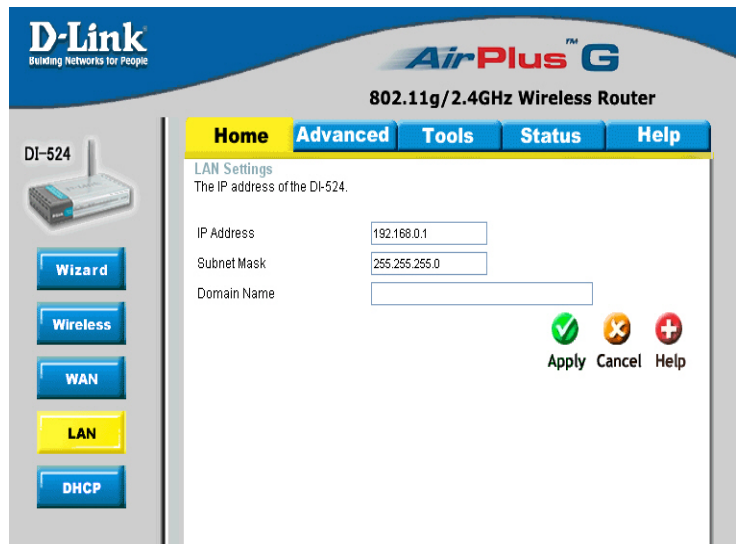 D-Link
Building Networks for People
AirPlus™G
802.11g/2.4GHz Wireless Router
DI-524
Home Advanced Tools Status Help
LAN Settings
The IP address of the DI-524.
IP Address 192.168.0.1
Subnet Mask 255.255.255.0
Domain Name
Apply Cancel Help
Wizard
Wireless
WAN
LAN
DHCP